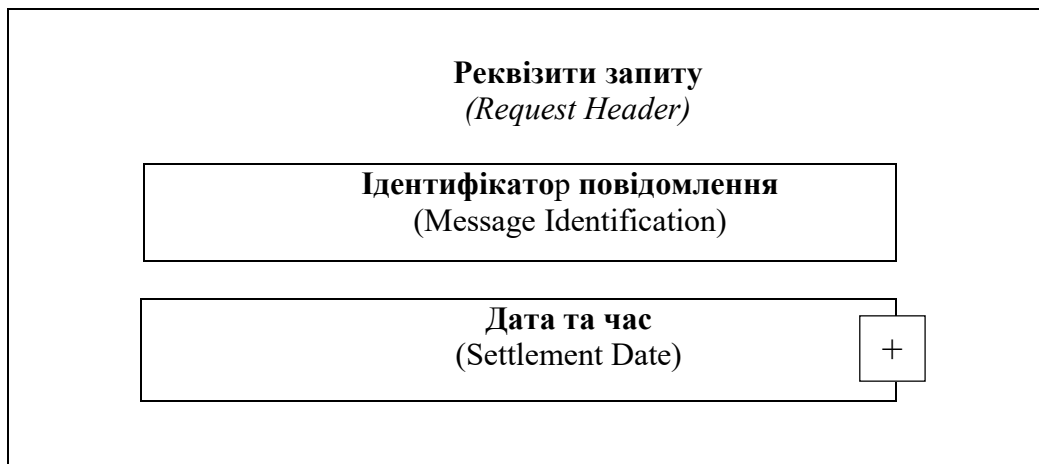 Реквізити запиту
(Request Header)
Ідентифікатор повідомлення
(Message Identification)
Дата та час
(Settlement Date)
+